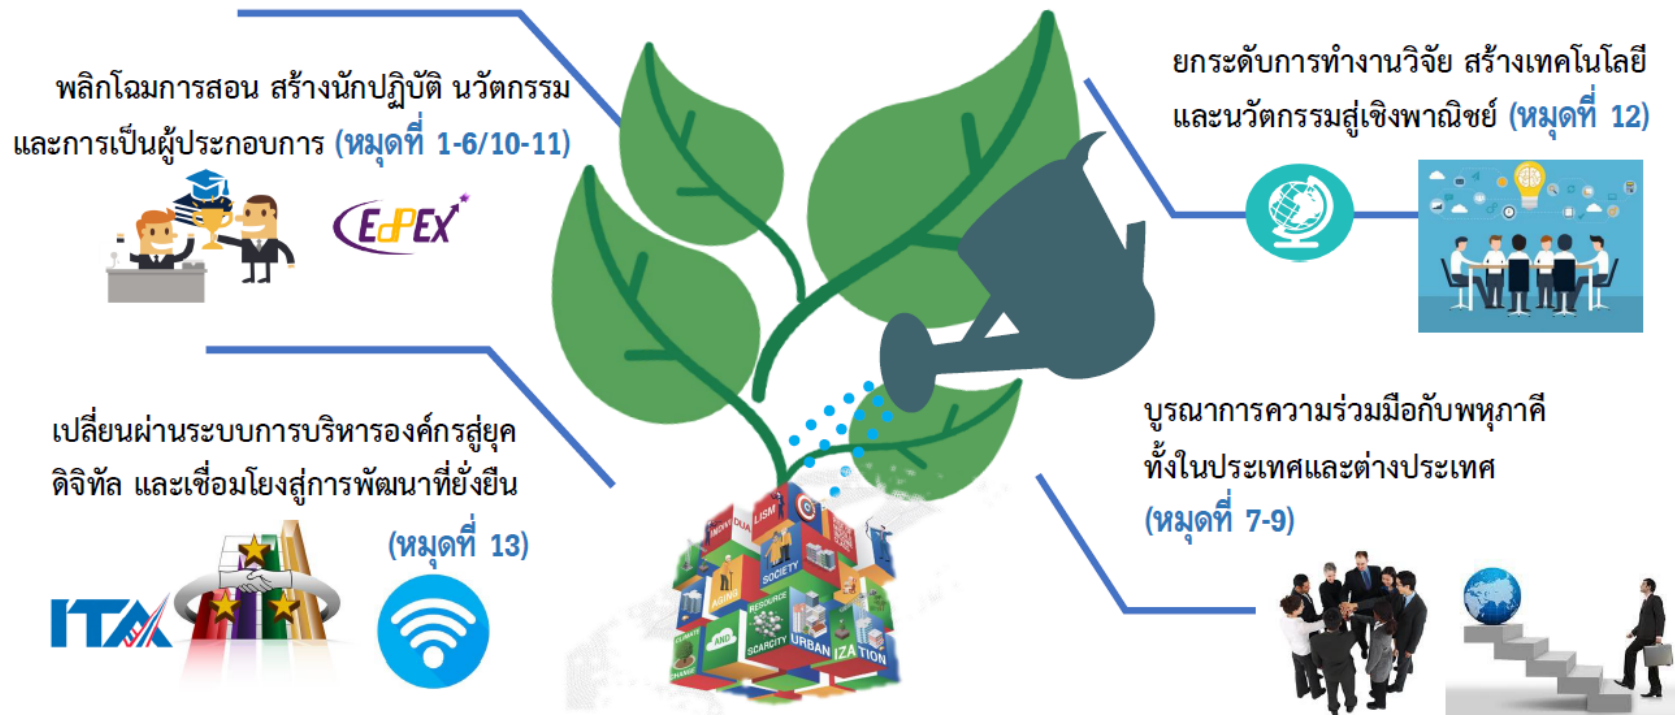 พลิกโฉมการสอน สร้างนักปฏิบัติ นวัตกรรม
และการเป็นผู้ประกอบการ (หมุดที่ 1-6/10-11)
EdPEX
ยกระดับการทำงานวิจัย สร้างเทคโนโลยี
และนวัตกรรมสู่เชิงพาณิชย์ (หมุดที่ 12)
เปลี่ยนผ่านระบบการบริหารองค์กรสู่ยุค
ดิจิทัล และเชื่อมโยงสู่การพัฒนาที่ยั่งยืน
(หมุดที่ 13)
ITA
บูรณาการความร่วมมือกับพหุภาคี
ทั้งในประเทศและต่างประเทศ
(หมุดที่ 7-9)
INDIVI DUA LISM
SOCIETY
AGING
RESOURCE
SCARCITY
AND
URBAN IZA TION
CLIMATE
CHANGE